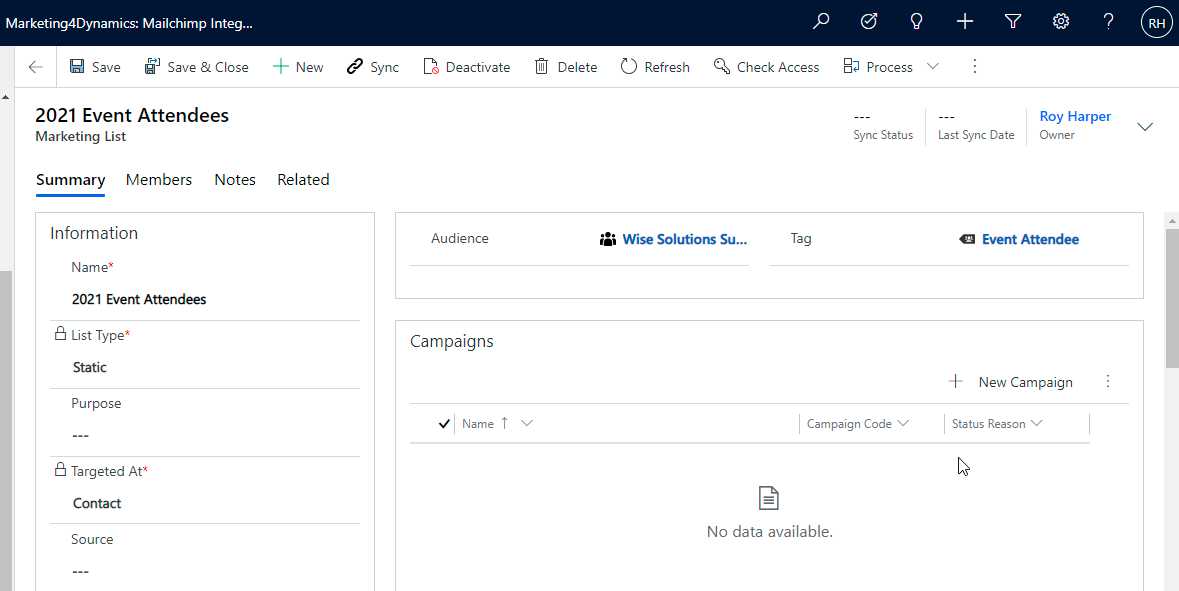 Marketing4Dynamics: Mailchimp Integ...
RH
Save Save & Close New Sync Deactivate Delete Refresh Check Access Process
2021 Event Attendees
Marketing List
--- Sync Status
--- Last Sync Date
Roy Harper
Owner
Summary Members Notes Related
Information
Name*
2021 Event Attendees
List Type*
Static
Purpose
---
Targeted At*
Contact
Source
---
Audience Wise Solutions Su... Tag Event Attendee
Campaigns
New Campaign
Name Campaign Code Status Reason
No data available.